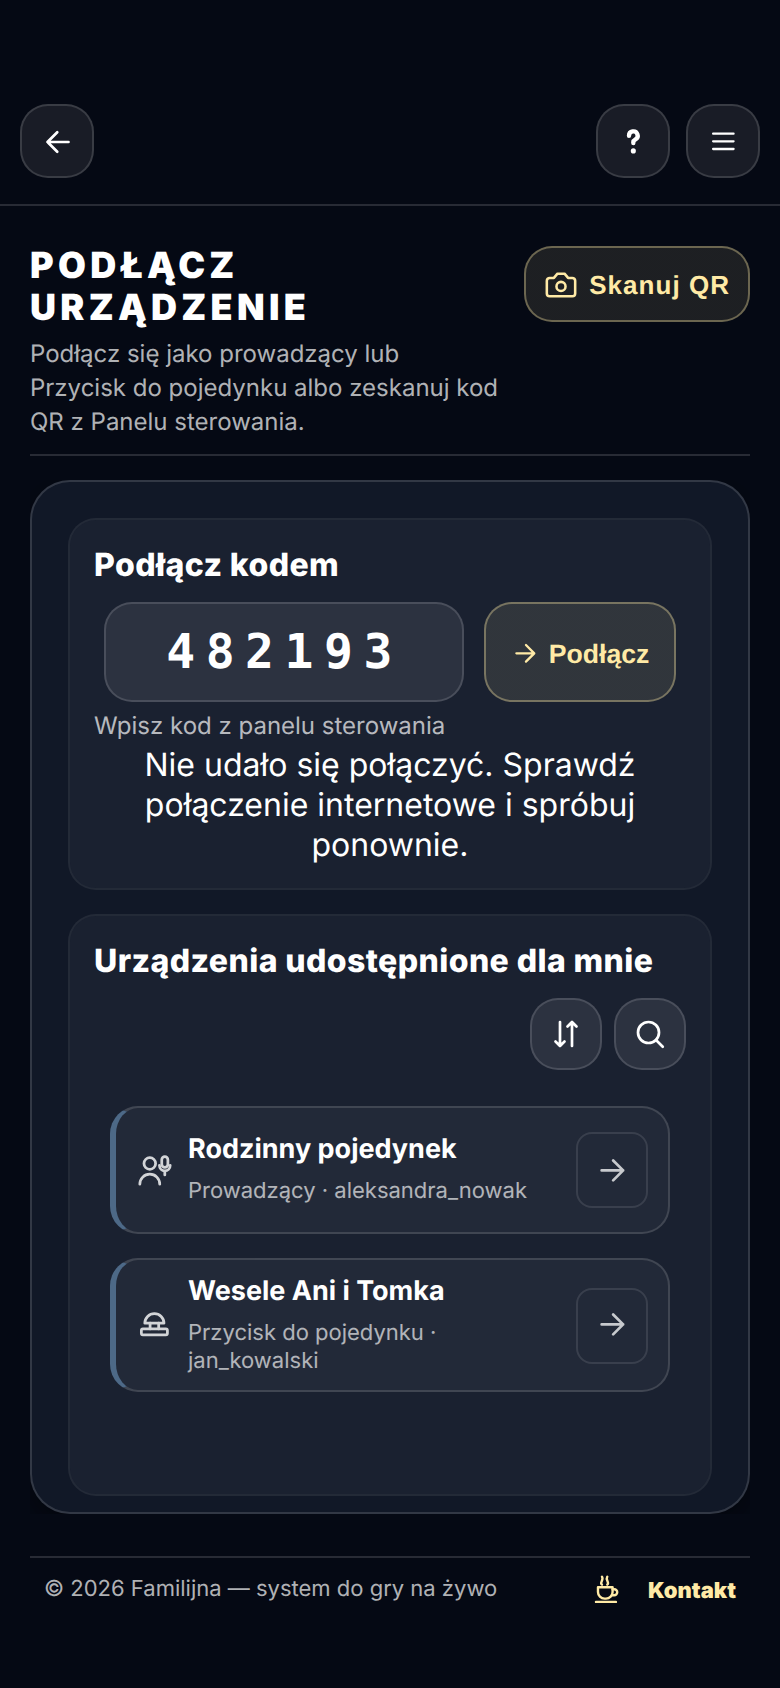 ?
PODŁĄCZ
URZĄDZENIE
Skanuj QR
Podłącz się jako prowadzący lub
Przycisk do pojedynku albo zeskanuj kod
QR z Panelu sterowania.
Podłącz kodem
482193
Podłącz
Wpisz kod z panelu sterowania
Nie udało się połączyć. Sprawdź
połączenie internetowe i spróbuj
ponownie.
Urządzenia udostępnione dla mnie
Rodzinny pojedynek
Prowadzący · aleksandra_nowak
Wesele Ani i Tomka
Przycisk do pojedynku ·
jan_kowalski
© 2026 Familijna — system do gry na żywo
Kontakt